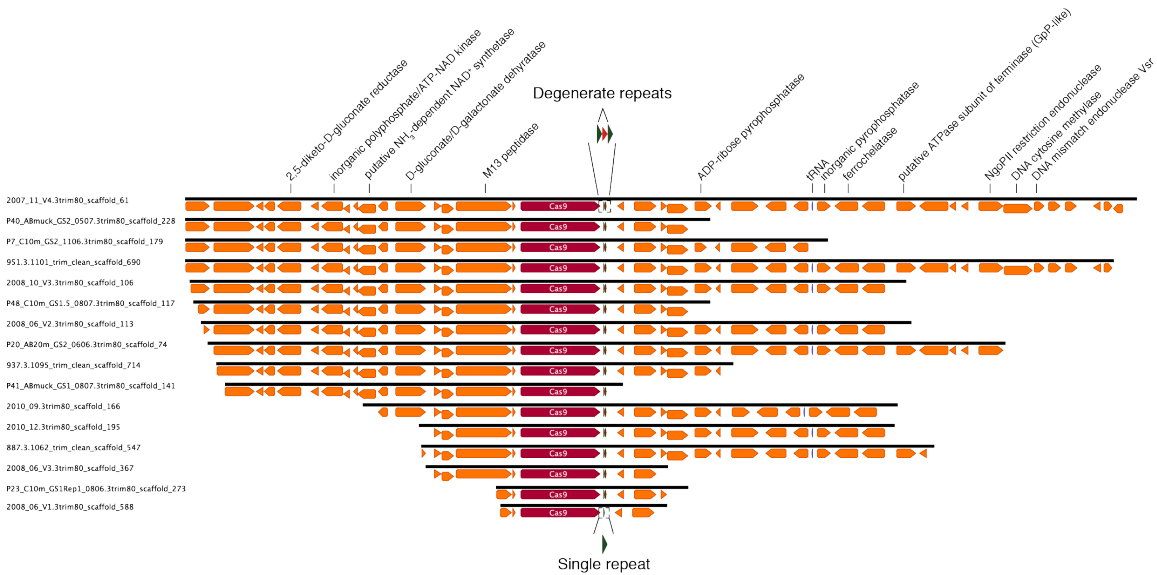 2,5-diketo-D-gluconate reductase
inorganic polyphosphate/ATP-NAD kinase
putative NH3-dependent NAD+ synthetase
D-gluconate/D-galactonate dehyratase
M13 peptidase
Degenerate repeats
ADP-ribose pyrophosphatase
tRNA
inorganic pyrophosphatase
ferrochelatase
putative ATPase subunit of terminase (GpP-like)
NgoPII restriction endonuclease
DNA cytosine methylase
DNA mismatch endonuclease Vsr
2007_11_V4.3trim80_scaffold_61
Cas9
P40_ABmuck_GS2_0507.3trim80_scaffold_228
Cas9
P7_C10m_GS2_1106.3trim80_scaffold_179
Cas9
951.3.1101_trim_clean_scaffold_690
Cas9
2008_10_V3.3trim80_scaffold_106
Cas9
P48_C10m_GS1.5_0807.3trim80_scaffold_117
Cas9
2008_06_V2.3trim80_scaffold_113
Cas9
P20_AB20m_GS2_0606.3trim80_scaffold_74
Cas9
937.3.1095_trim_clean_scaffold_714
Cas9
P41_ABmuck_GS1_0807.3trim80_scaffold_141
Cas9
2010_09.3trim80_scaffold_166
Cas9
2010_12.3trim80_scaffold_195
Cas9
887.3.1062_trim_clean_scaffold_547
Cas9
2008_06_V3.3trim80_scaffold_367
Cas9
P23_C10m_GS1Rep1_0806.3trim80_scaffold_273
Cas9
2008_06_V1.3trim80_scaffold_588
Cas9
Single repeat